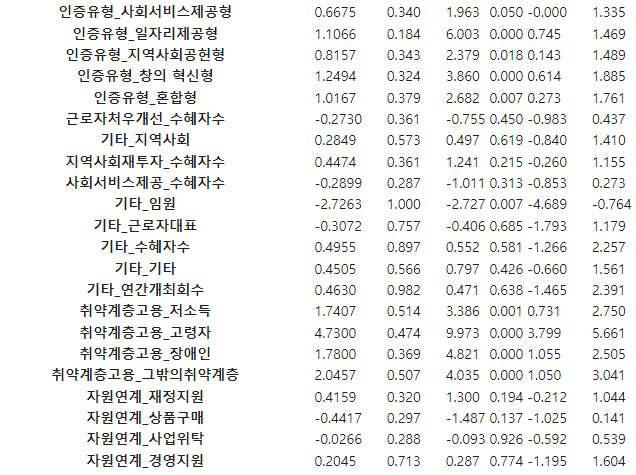 인증유형_사회서비스제공형 0.6675 0.340 1.963 0.050 -0.000 1.335
인증유형_일자리제공형 1.1066 0.184 6.003 0.000 0.745 1.469
인증유형_지역사회공헌형 0.8157 0.343 2.379 0.018 0.143 1.489
인증유형_창의 혁신형 1.2494 0.324 3.860 0.000 0.614 1.885
인증유형_혼합형 1.0167 0.379 2.682 0.007 0.273 1.761
근로자처우개선_수혜자수 -0.2730 0.361 -0.755 0.450 -0.983 0.437
기타_지역사회 0.2849 0.573 0.497 0.619 -0.840 1.410
지역사회재투자_수혜자수 0.4474 0.361 1.241 0.215 -0.260 1.155
사회서비스제공_수혜자수 -0.2899 0.287 -1.011 0.313 -0.853 0.273
기타_임원 -2.7263 1.000 -2.727 0.007 -4.689 -0.764
기타_근로자대표 -0.3072 0.757 -0.406 0.685 -1.793 1.179
기타_수혜자수 0.4955 0.897 0.552 0.581 -1.266 2.257
기타_기타 0.4505 0.566 0.797 0.426 -0.660 1.561
기타_연간개최회수 0.4630 0.982 0.471 0.638 -1.465 2.391
취약계층고용_저소득 1.7407 0.514 3.386 0.001 0.731 2.750
취약계층고용_고령자 4.7300 0.474 9.973 0.000 3.799 5.661
취약계층고용_장애인 1.7800 0.369 4.821 0.000 1.055 2.505
취약계층고용_그밖의취약계층 2.0457 0.507 4.035 0.000 1.050 3.041
자원연계_재정지원 0.4159 0.320 1.300 0.194 -0.212 1.044
자원연계_상품구매 -0.4417 0.297 -1.487 0.137 -1.025 0.141
자원연계_사업위탁 -0.0266 0.288 -0.093 0.926 -0.592 0.539
자원연계_경영지원 0.2045 0.713 0.287 0.774 -1.195 1.604